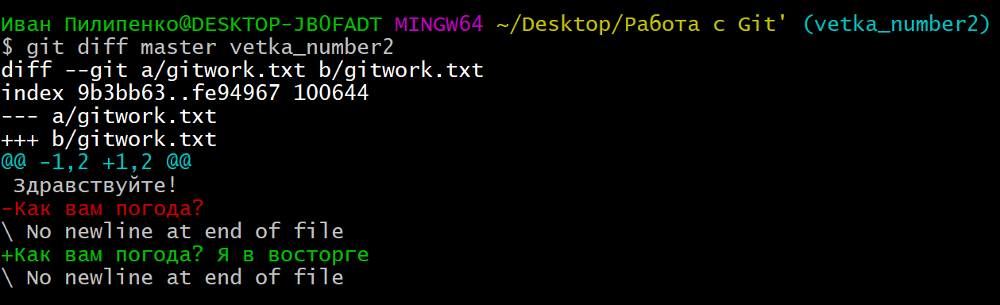 Иван Пилипенко@DESKTOP-JB0FADT MINGW64 ~/Desktop/Работа с Git' (vetka_number2)
$ git diff master vetka_number2
diff --git a/gitwork.txt b/gitwork.txt
index 9b3bb63..fe94967 100644
--- a/gitwork.txt
+++ b/gitwork.txt
@@ -1,2 +1,2 @@
 Здравствуйте!
-Как вам погода?
\ No newline at end of file
+Как вам погода? Я в восторге
\ No newline at end of file